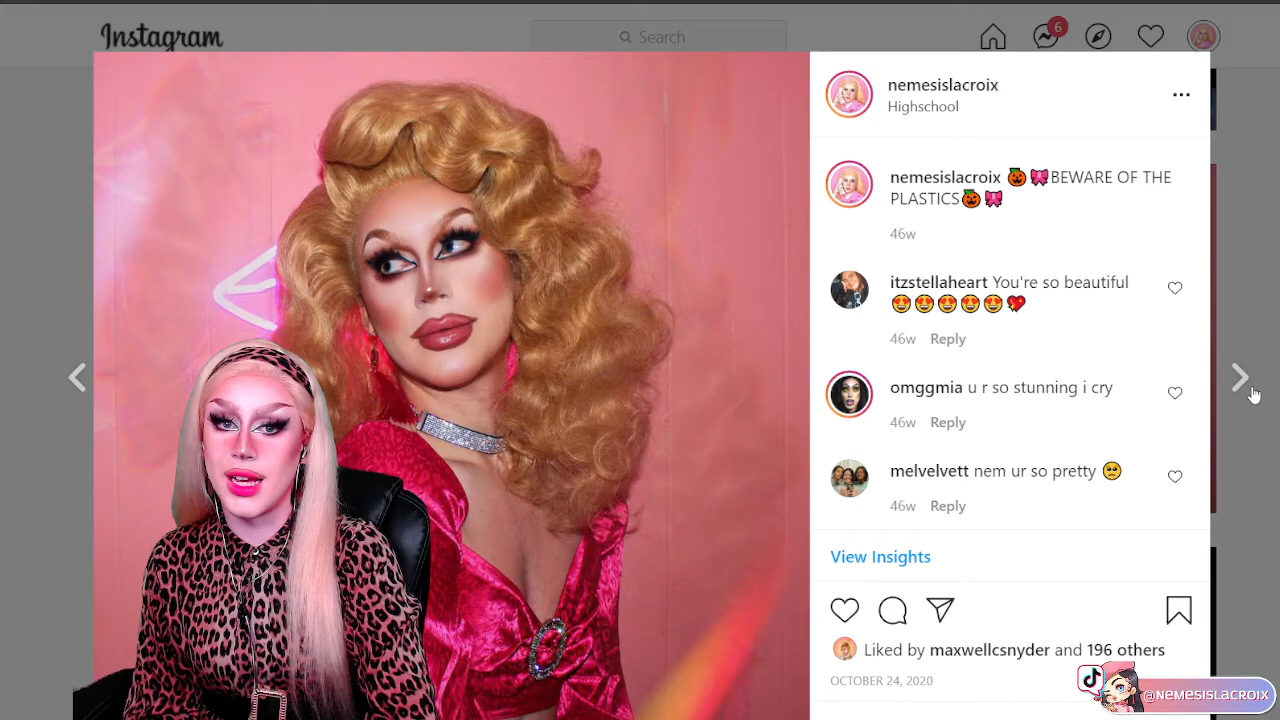 Instagram
Search
6
nemesislacroix
Highschool
nemesislacroix 🎃🎀BEWARE OF THE
PLASTICS🎃🎀
46w
itzstellaheart You're so beautiful
😍😍😍😍😍💖
46w Reply
omggmia u r so stunning i cry
46w Reply
melvelvett nem ur so pretty 🥺
46w Reply
View Insights
Liked by maxwellcsnyder and 196 others
OCTOBER 24, 2020
@NEMESISLACROIX